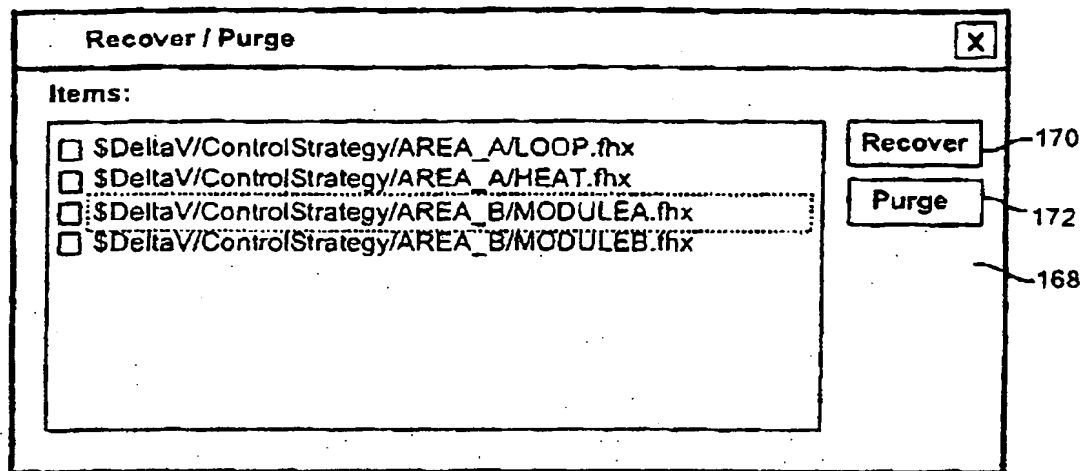 Recover / Purge
X
Items:
$DeltaV/ControlStrategy/AREA_A/LOOP.fhx
$DeltaV/ControlStrategy/AREA_A/HEAT.fhx
$DeltaV/ControlStrategy/AREA_B/MODULEA.fhx
$DeltaV/ControlStrategy/AREA_B/MODULEB.fhx
Recover
170
Purge
172
168